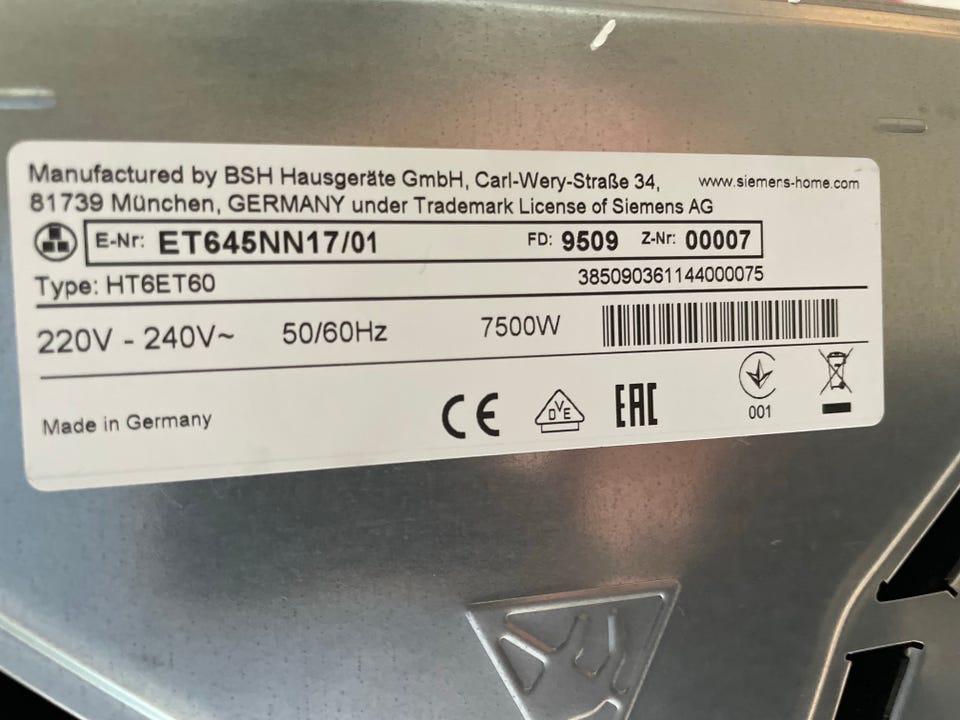 Manufactured by BSH Hausgeräte GmbH, Carl-Wery-Straße 34, www.siemens-home.com
81739 München, GERMANY under Trademark License of Siemens AG
E-Nr: ET645NN17/01 FD: 9509 Z-Nr: 00007
Type: HT6ET60 385090361144000075
220V - 240V~ 50/60Hz 7500W
Made in Germany CE DVE EAC 001